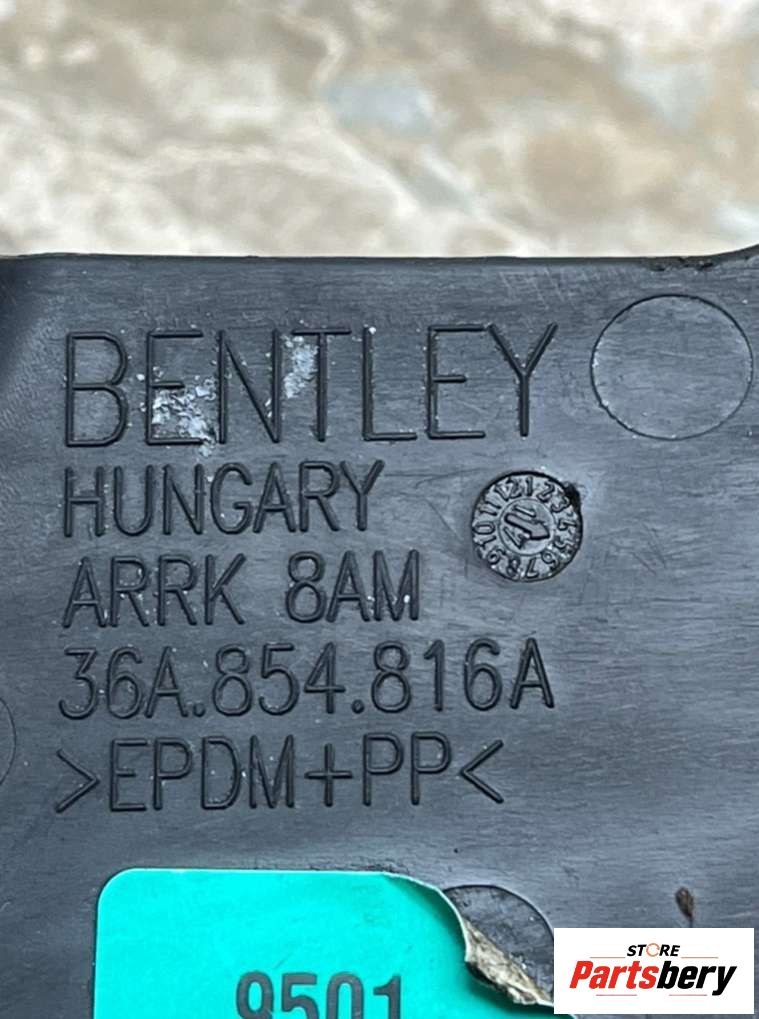 BENTLEY
HUNGARY
ARRK 8AM
36A.854.816A
>EPDM+PP<
9501
STORE
Partsbery